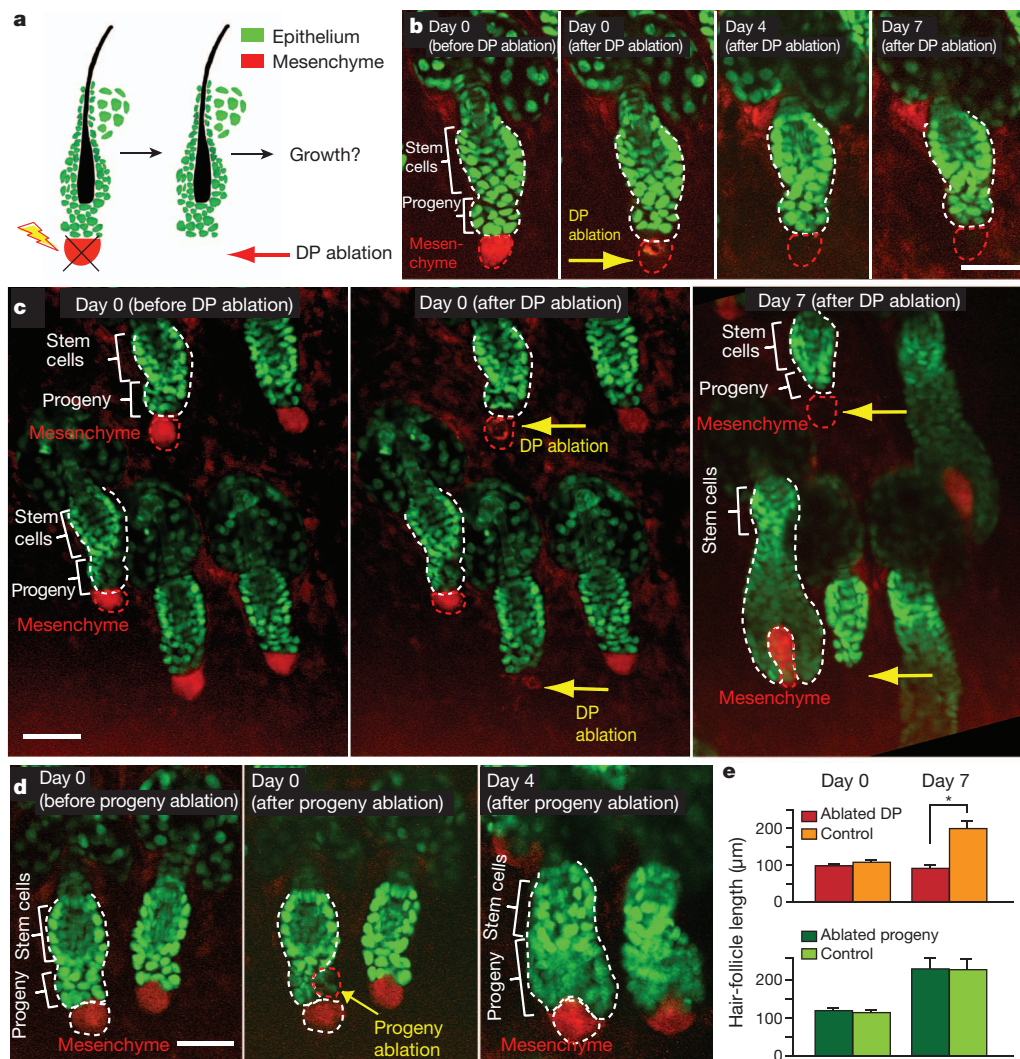 a
Epithelium
Mesenchyme
Growth?
DP ablation
b
Day 0
(before DP ablation)
Day 0
(after DP ablation)
Day 4
(after DP ablation)
Day 7
(after DP ablation)
Stem
cells
Progeny
Mesen-
chyme
DP
ablation
c
Day 0 (before DP ablation)
Day 0 (after DP ablation)
Day 7 (after DP ablation)
Stem
cells
Progeny
Mesenchyme
Stem
cells
Progeny
Mesenchyme
DP ablation
DP
ablation
Stem
cells
Progeny
Mesenchyme
Stem cells
Mesenchyme
d
Day 0
(before progeny ablation)
Day 0
(after progeny ablation)
Day 4
(after progeny ablation)
Progeny
Stem cells
Mesenchyme
Progeny
ablation
Progeny
Stem cells
Mesenchyme
e
Day 0
Day 7
Ablated DP
Control
*
200
100
0
Ablated progeny
Control
200
100
0
Hair-follicle length (µm)